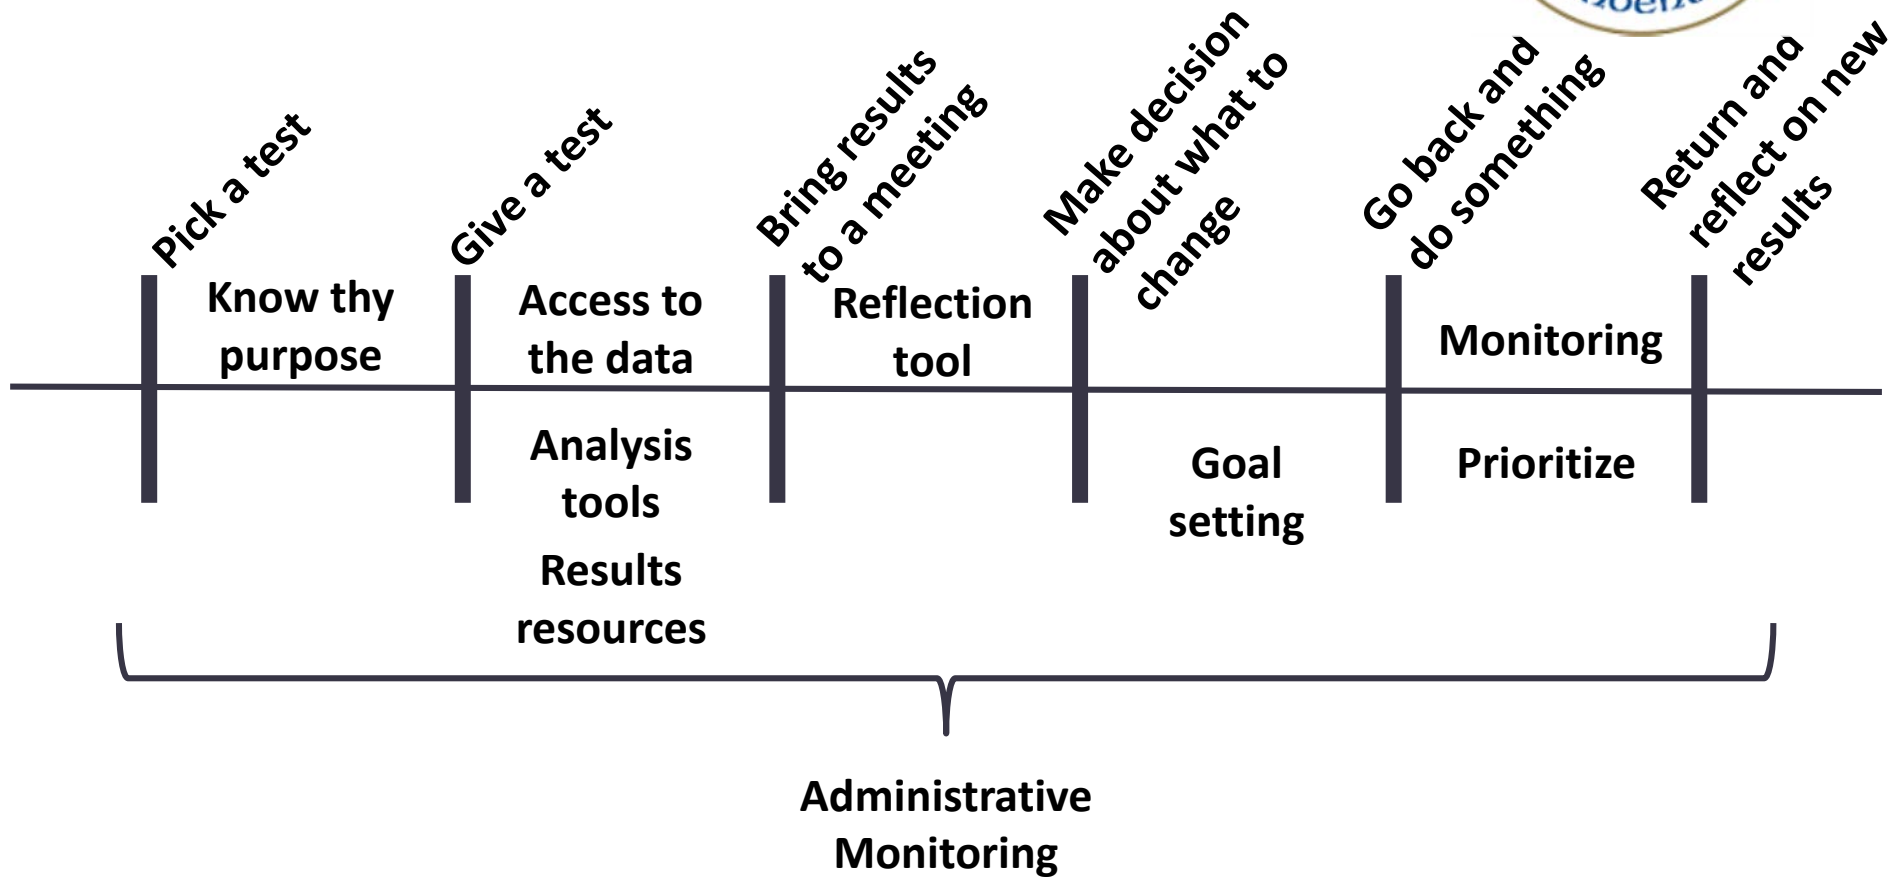 Pick a test
Give a test
Bring results
to a meeting
Make decision
about what to
change
Go back and
do something
Return and
reflect on new
results
Know thy
purpose
Access to
the data
Reflection
tool
Monitoring
Analysis
tools
Results
resources
Goal
setting
Prioritize
Administrative
Monitoring